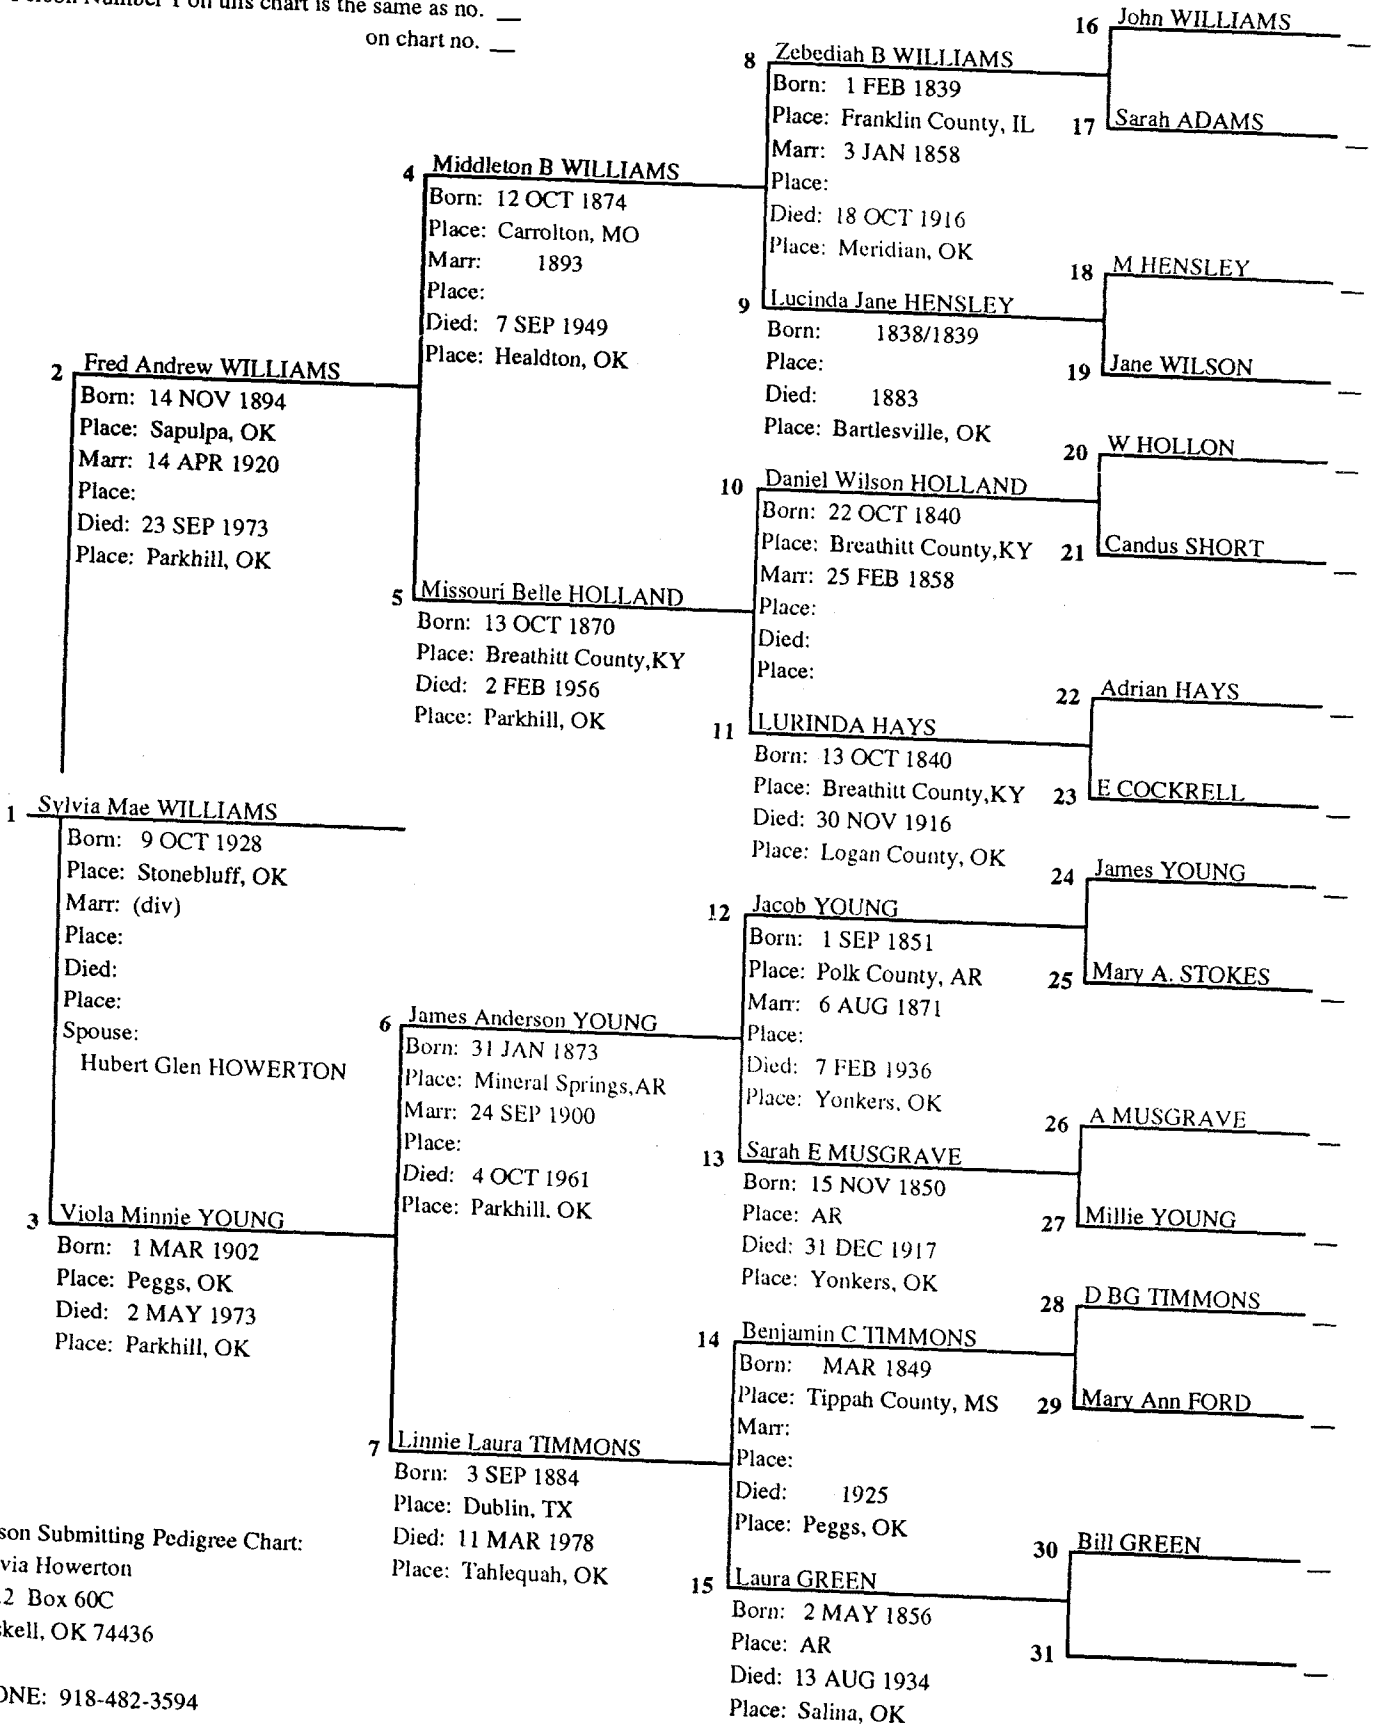 Person Number 1 on this chart is the same as no. __
on chart no. __
1 Sylvia Mae WILLIAMS
Born: 9 OCT 1928
Place: Stonebluff, OK
Marr: (div)
Place:
Died:
Place:
Spouse:
Hubert Glen HOWERTON
2 Fred Andrew WILLIAMS
Born: 14 NOV 1894
Place: Sapulpa, OK
Marr: 14 APR 1920
Place:
Died: 23 SEP 1973
Place: Parkhill, OK
3 Viola Minnie YOUNG
Born: 1 MAR 1902
Place: Peggs, OK
Died: 2 MAY 1973
Place: Parkhill, OK
4 Middleton B WILLIAMS
Born: 12 OCT 1874
Place: Carrolton, MO
Marr: 1893
Place:
Died: 7 SEP 1949
Place: Healdton, OK
5 Missouri Belle HOLLAND
Born: 13 OCT 1870
Place: Breathitt County,KY
Died: 2 FEB 1956
Place: Parkhill, OK
6 James Anderson YOUNG
Born: 31 JAN 1873
Place: Mineral Springs,AR
Marr: 24 SEP 1900
Place:
Died: 4 OCT 1961
Place: Parkhill. OK
7 Linnie Laura TIMMONS
Born: 3 SEP 1884
Place: Dublin, TX
Died: 11 MAR 1978
Place: Tahlequah, OK
8 Zebediah B WILLIAMS
Born: 1 FEB 1839
Place: Franklin County, IL
Marr: 3 JAN 1858
Place:
Died: 18 OCT 1916
Place: Meridian, OK
9 Lucinda Jane HENSLEY
Born: 1838/1839
Place:
Died: 1883
Place: Bartlesville, OK
10 Daniel Wilson HOLLAND
Born: 22 OCT 1840
Place: Breathitt County,KY
Marr: 25 FEB 1858
Place:
Died:
Place:
11 LURINDA HAYS
Born: 13 OCT 1840
Place: Breathitt County,KY
Died: 30 NOV 1916
Place: Logan County, OK
12 Jacob YOUNG
Born: 1 SEP 1851
Place: Polk County, AR
Marr: 6 AUG 1871
Place:
Died: 7 FEB 1936
Place: Yonkers, OK
13 Sarah E MUSGRAVE
Born: 15 NOV 1850
Place: AR
Died: 31 DEC 1917
Place: Yonkers, OK
14 Benjamin C TIMMONS
Born: MAR 1849
Place: Tippah County, MS
Marr:
Place:
Died: 1925
Place: Peggs, OK
15 Laura GREEN
Born: 2 MAY 1856
Place: AR
Died: 13 AUG 1934
Place: Salina, OK
16 John WILLIAMS __
17 Sarah ADAMS __
18 M HENSLEY __
19 Jane WILSON __
20 W HOLLON __
21 Candus SHORT __
22 Adrian HAYS __
23 E COCKRELL __
24 James YOUNG __
25 Mary A. STOKES __
26 A MUSGRAVE __
27 Millie YOUNG __
28 D BG TIMMONS __
29 Mary Ann FORD __
30 Bill GREEN __
31 __
son Submitting Pedigree Chart:
via Howerton
2 Box 60C
kell, OK 74436
ONE: 918-482-3594